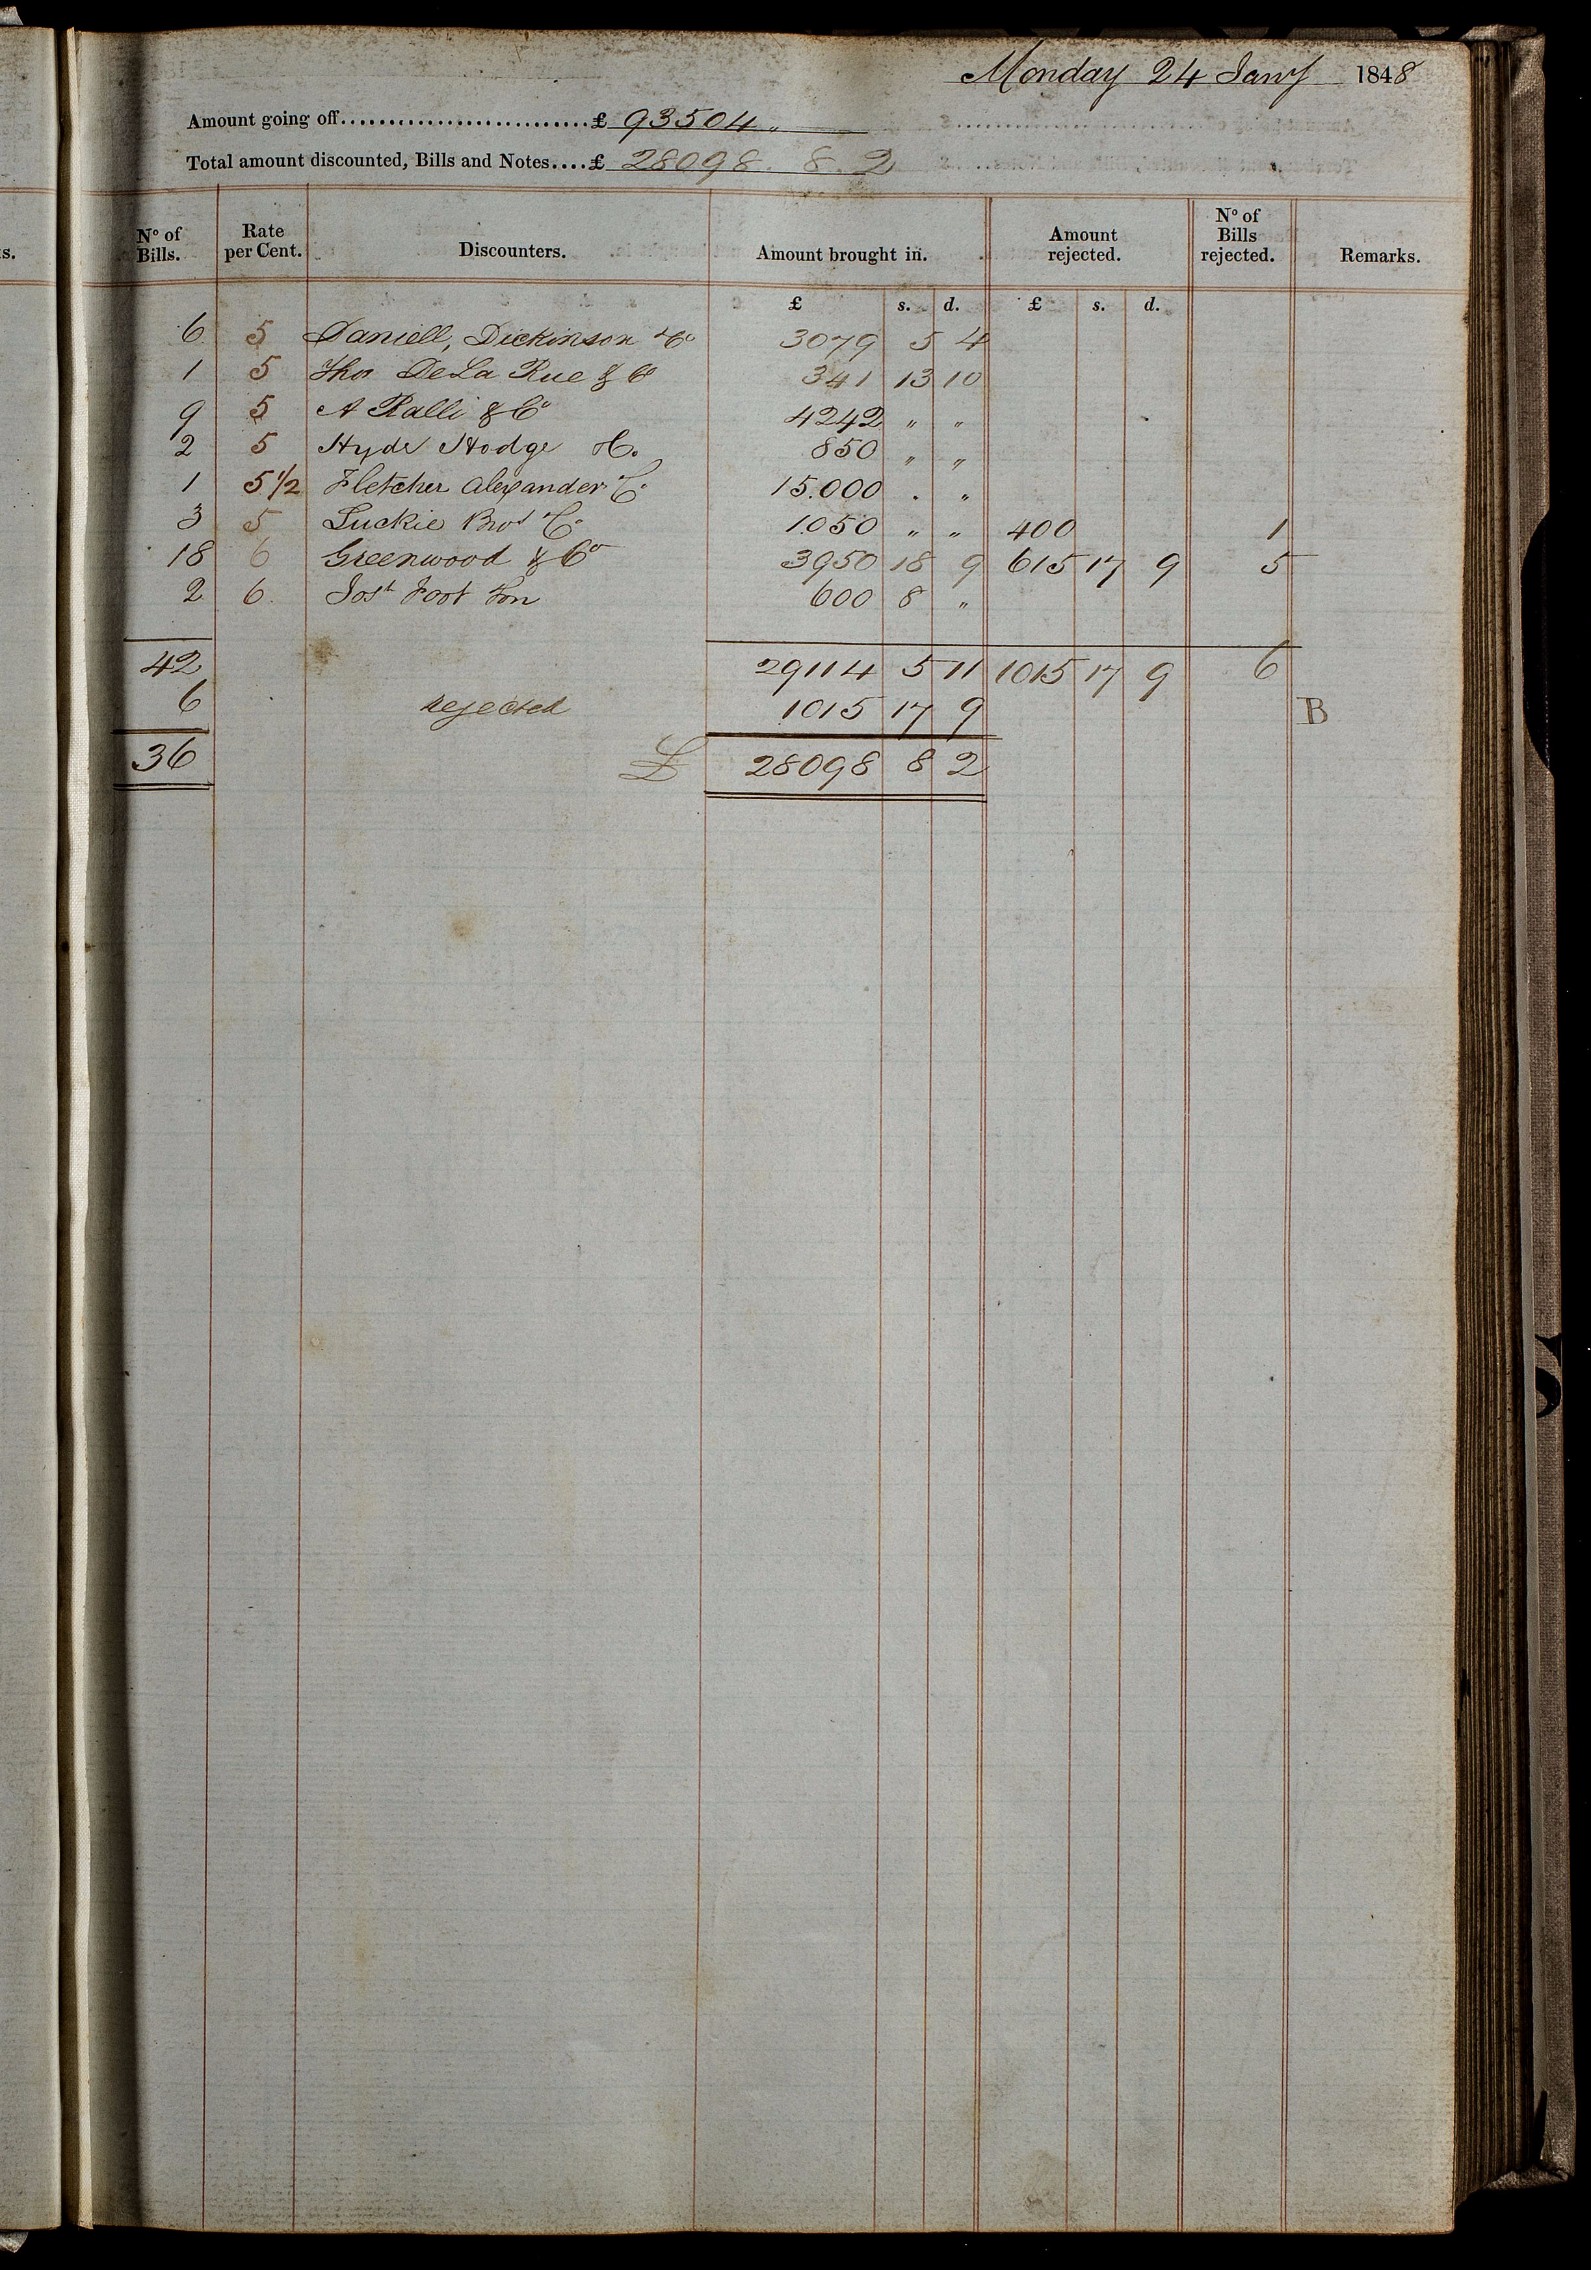 Monday 24 Jany 1848
Amount going off...........................£ 93504 „
Total amount discounted, Bills and Notes....£ 28098. 8. 2
s.
No of Bills. Rate per Cent. Discounters. Amount brought in. Amount rejected. No of Bills rejected. Remarks.
£ s. d. £ s. d.
6 5 Daniell, Dickinson & Co 3079 5 4
1 5 Thos De La Rue & Co 341 13 10
9 5 A Ralli & Co 4242 „ „
2 5 Hyde Hodge & Co. 850 „ „
1 5 1/2 Fletcher Alexander & Co 15.000 . „
3 5 Luckie Bros & Co 1050 „ „ 400 1
18 6 Greenwood & Co 3950 18 9 615 17 9 5
2 6. Josh Foot Son 600 8 „
42 29114 5 11 1015 17 9 6
6 rejected 1015 17 9 B
36 £ 28098 8 2